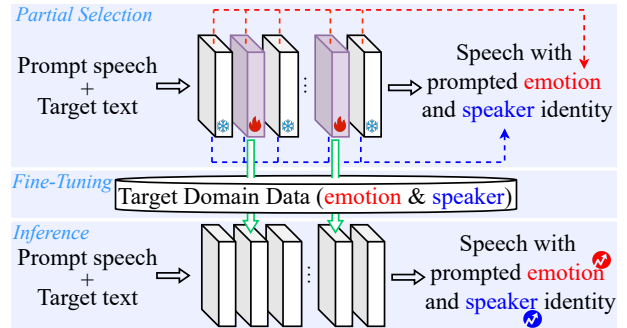 Partial Selection
Prompt speech
+
Target text
Speech with
prompted emotion
and speaker identity
Fine-Tuning
Target Domain Data (emotion & speaker)
Inference
Prompt speech
+
Target text
Speech with
prompted emotion
and speaker identity